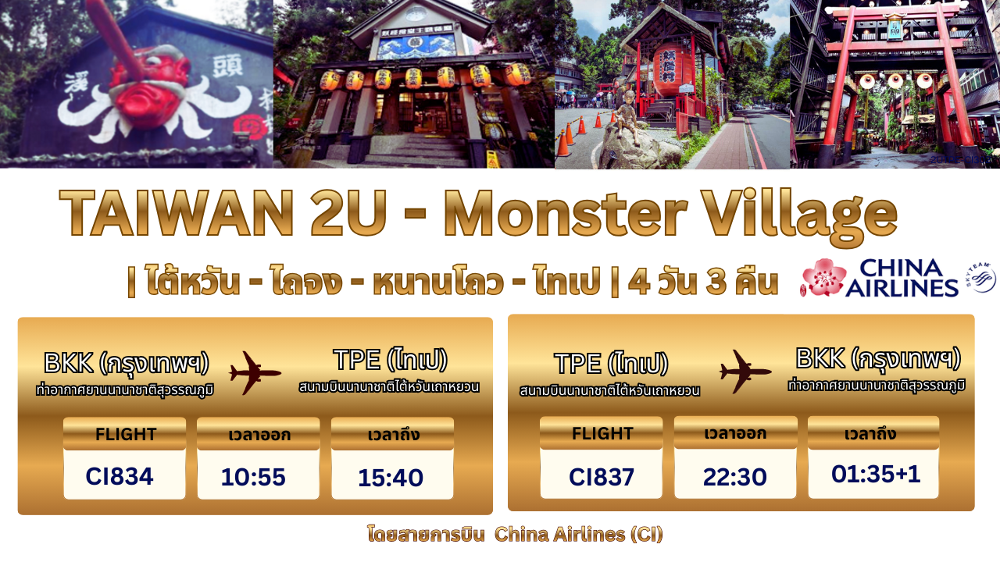 頭
TAIWAN 2U - Monster Village
| ไต้หวัน - ไถจง - หนานโถว - ไทเป | 4 วัน 3 คืน
CHINA AIRLINES
SKYTEAM
BKK (กรุงเทพฯ)
ท่าอากาศยานนานาชาติสุวรรณภูมิ
TPE (ไทเป)
สนามบินนานาชาติไต้หวันเถาหยวน
FLIGHT เวลาออก เวลาถึง
CI834 10:55 15:40
TPE (ไทเป)
สนามบินนานาชาติไต้หวันเถาหยวน
BKK (กรุงเทพฯ)
ท่าอากาศยานนานาชาติสุวรรณภูมิ
FLIGHT เวลาออก เวลาถึง
CI837 22:30 01:35+1
โดยสายการบิน China Airlines (CI)